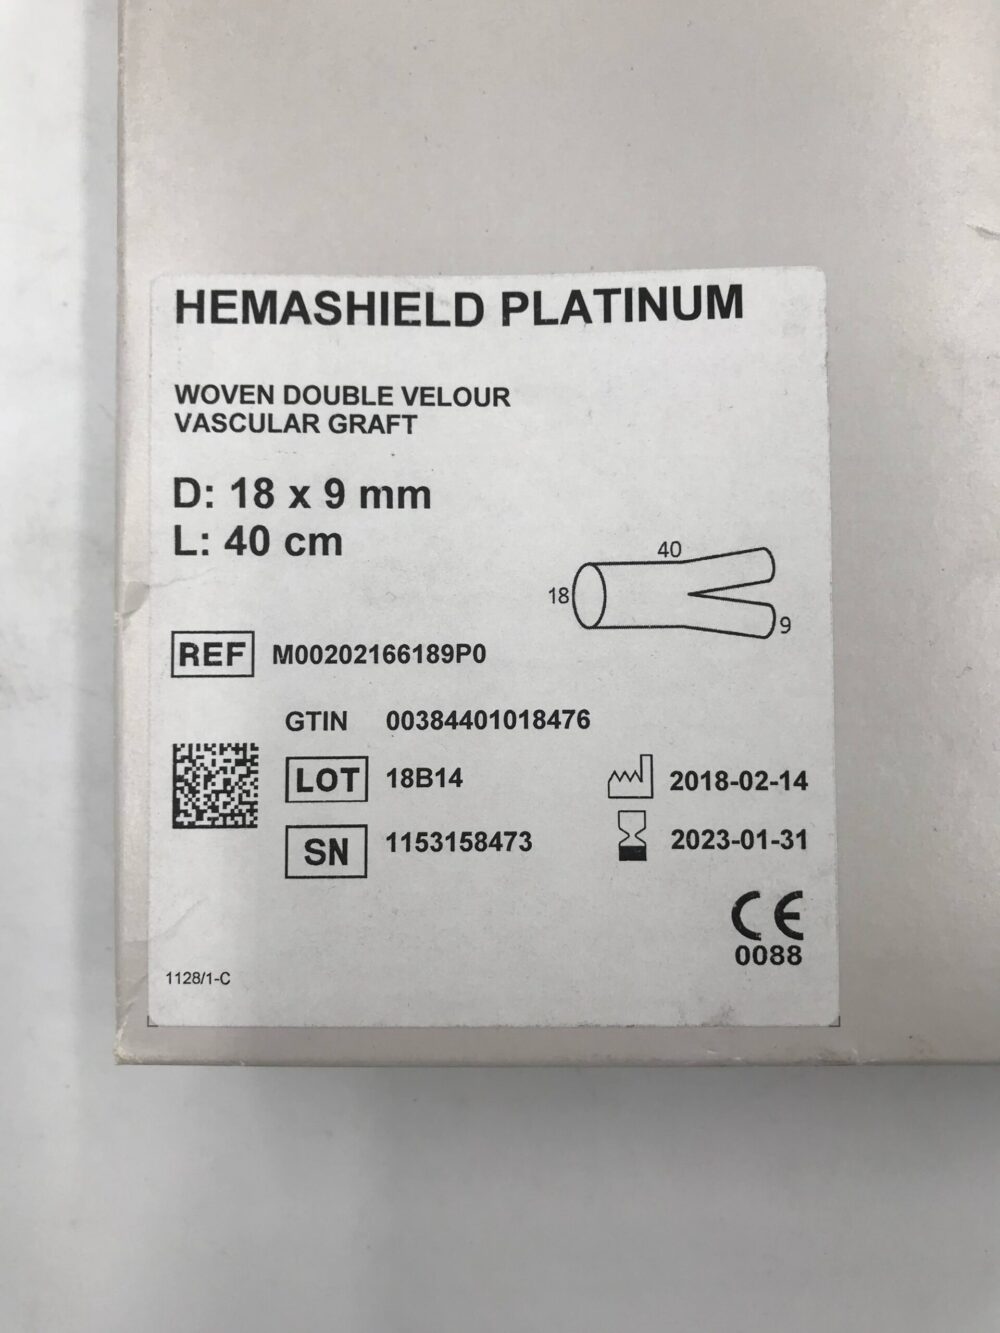 HEMASHIELD PLATINUM
WOVEN DOUBLE VELOUR
VASCULAR GRAFT
D: 18 x 9 mm
L: 40 cm
40
18
9
REF M00202166189P0
GTIN 00384401018476
LOT 18B14
2018-02-14
SN 1153158473
2023-01-31
CE
0088
1128/1-C